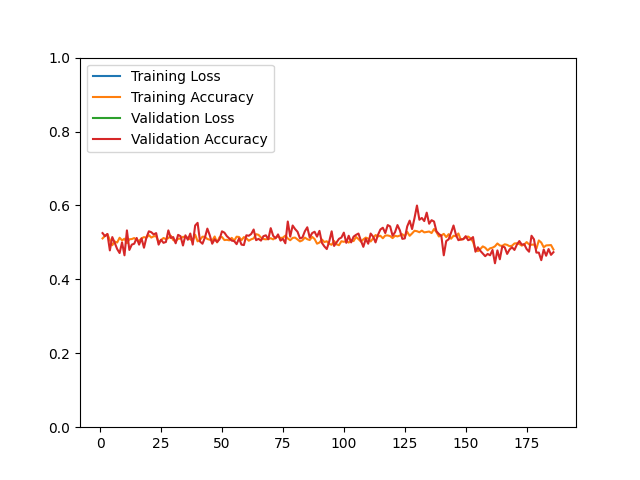 Training Loss
Training Accuracy
Validation Loss
Validation Accuracy
1.0
0.8
0.6
0.4
0.2
0.0
0 25 50 75 100 125 150 175